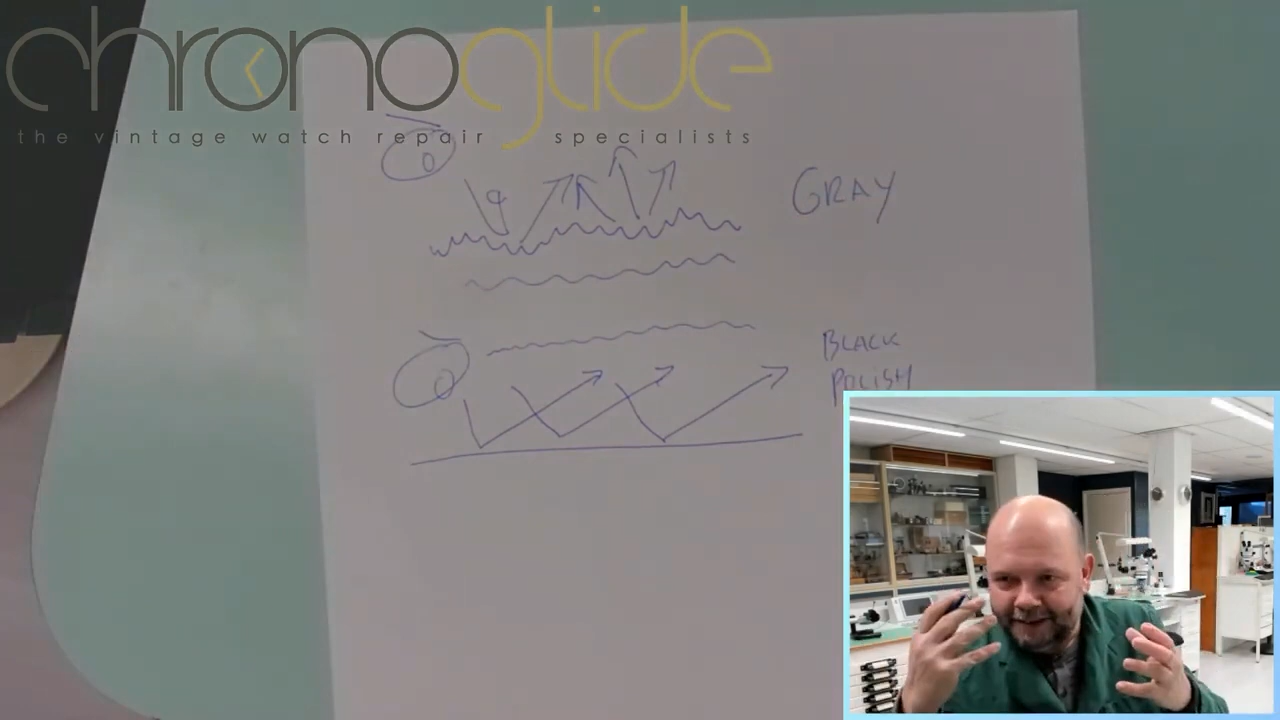 chronoglide
the vintage watch repair specialists
GRAY
BLACK
POLISH